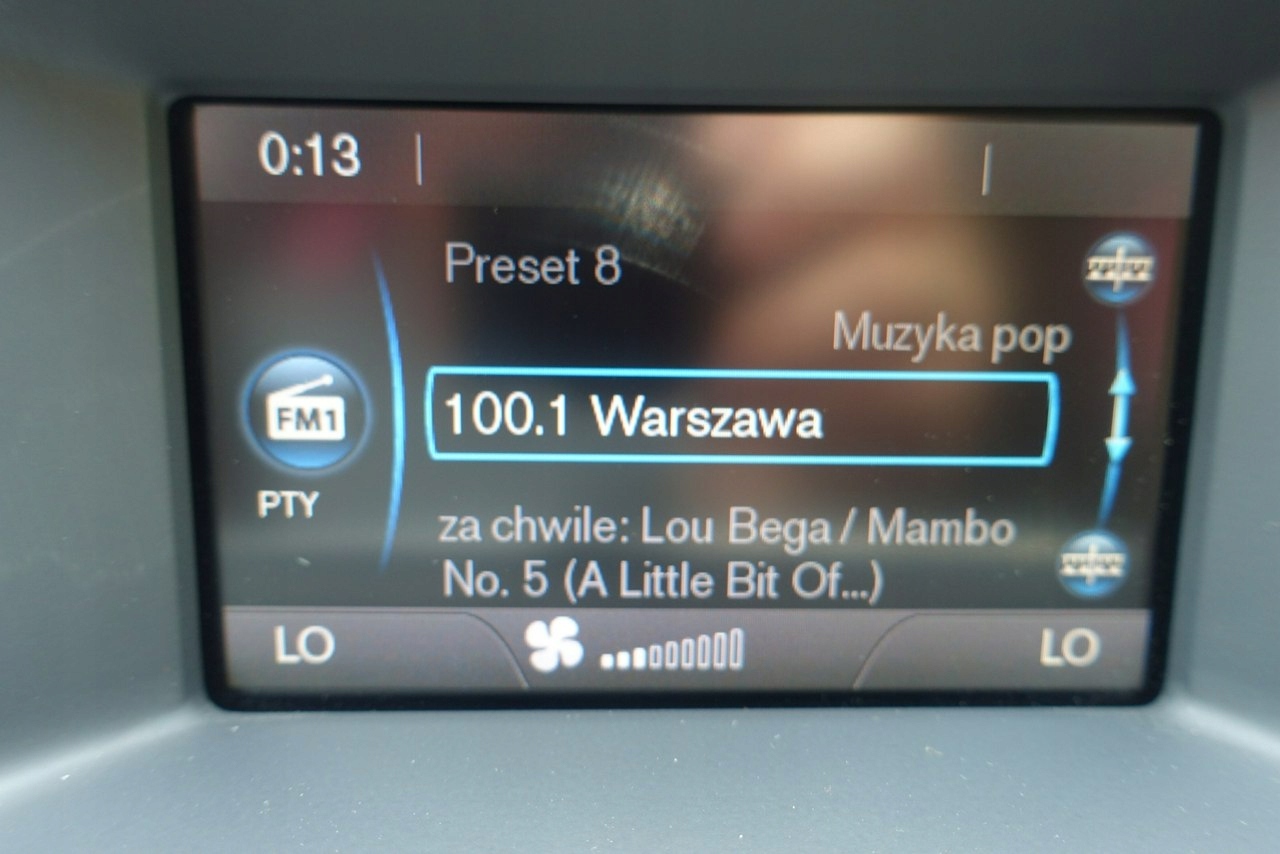 0:13
Preset 8
Muzyka pop
FM1
100.1 Warszawa
PTY
za chwile: Lou Bega / Mambo
No. 5 (A Little Bit Of...)
LO
LO